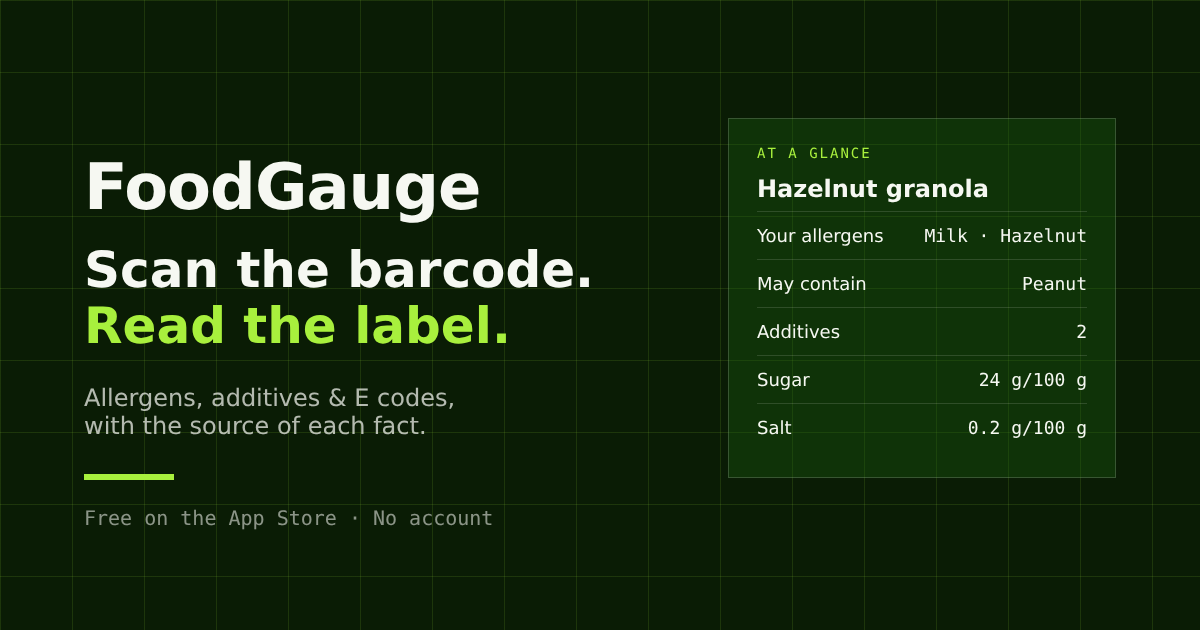 FoodGauge
Scan the barcode.
Read the label.
Allergens, additives & E codes,
with the source of each fact.
Free on the App Store · No account
AT A GLANCE
Hazelnut granola
Your allergens Milk · Hazelnut
May contain Peanut
Additives 2
Sugar 24 g/100 g
Salt 0.2 g/100 g